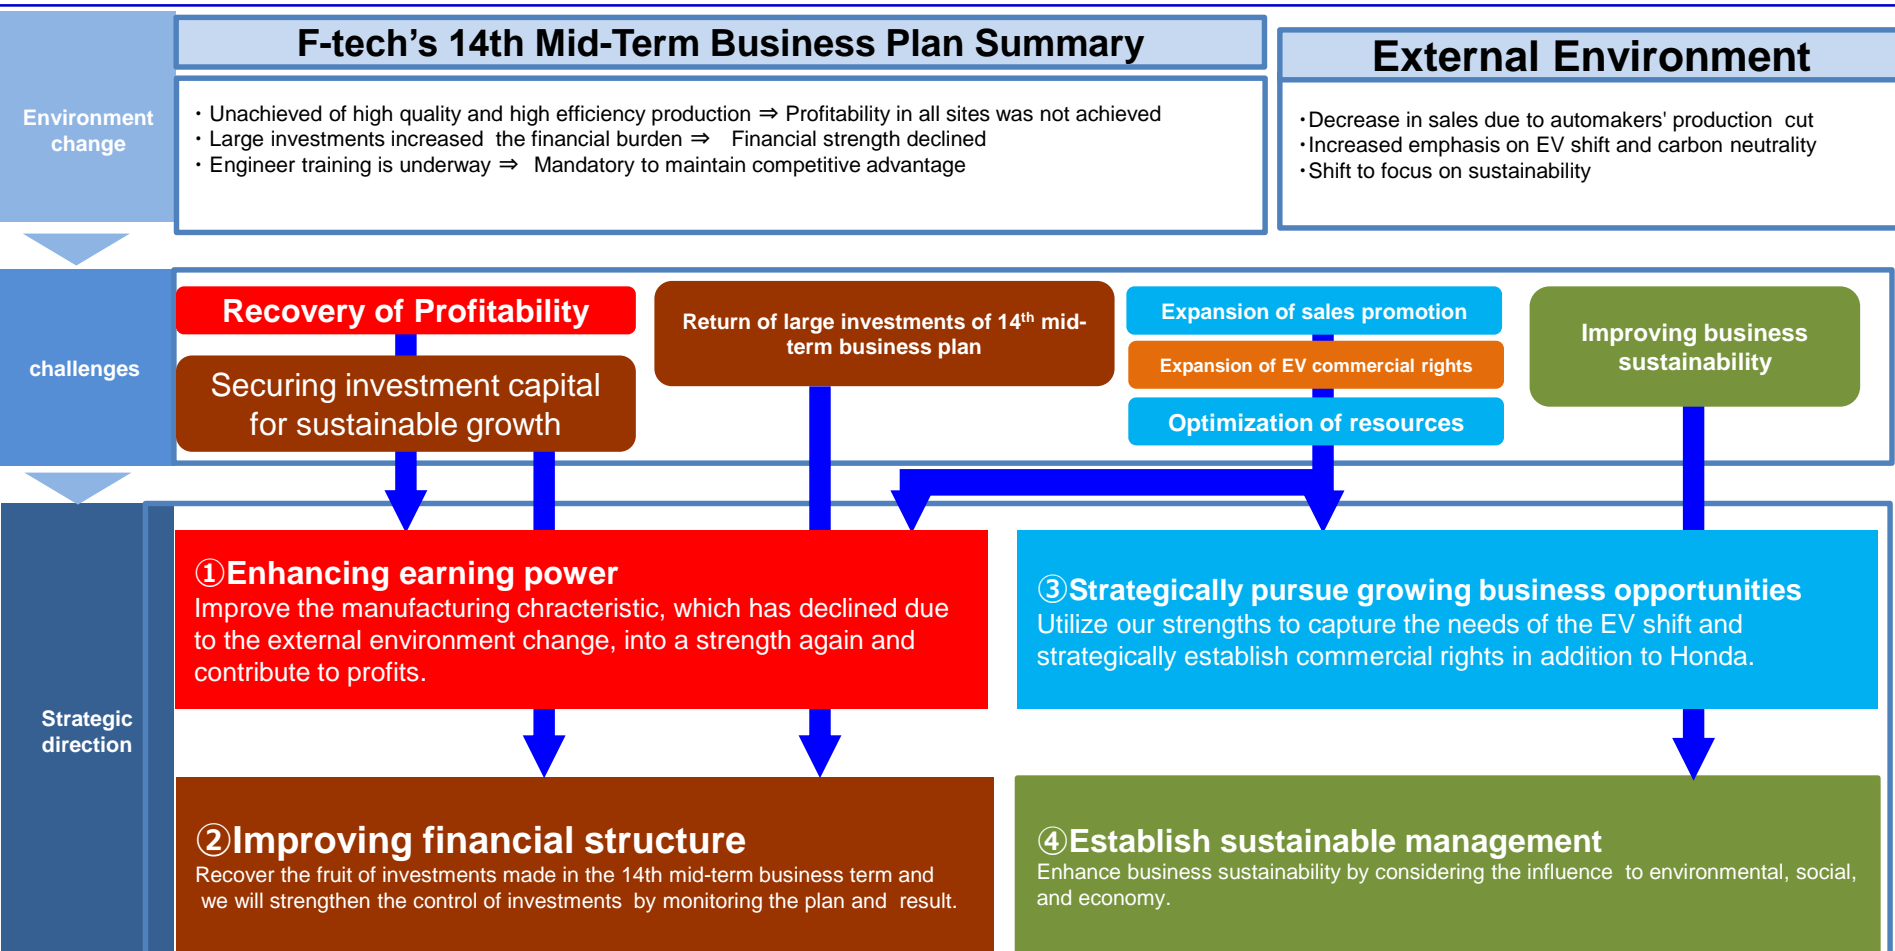 F-tech's 14th Mid-Term Business Plan Summary
External Environment
Environment
change
・Unachieved of high quality and high efficiency production ⇒ Profitability in all sites was not achieved
・Large investments increased the financial burden ⇒ Financial strength declined
・Engineer training is underway ⇒ Mandatory to maintain competitive advantage
・Decrease in sales due to automakers' production cut
・Increased emphasis on EV shift and carbon neutrality
・Shift to focus on sustainability
challenges
Recovery of Profitability
Securing investment capital
for sustainable growth
Return of large investments of 14th mid-
term business plan
Expansion of sales promotion
Expansion of EV commercial rights
Optimization of resources
Improving business
sustainability
Strategic
direction
①Enhancing earning power
Improve the manufacturing chracteristic, which has declined due
to the external environment change, into a strength again and
contribute to profits.
③Strategically pursue growing business opportunities
Utilize our strengths to capture the needs of the EV shift and
strategically establish commercial rights in addition to Honda.
②Improving financial structure
Recover the fruit of investments made in the 14th mid-term business term and
we will strengthen the control of investments by monitoring the plan and result.
④Establish sustainable management
Enhance business sustainability by considering the influence to environmental, social,
and economy.